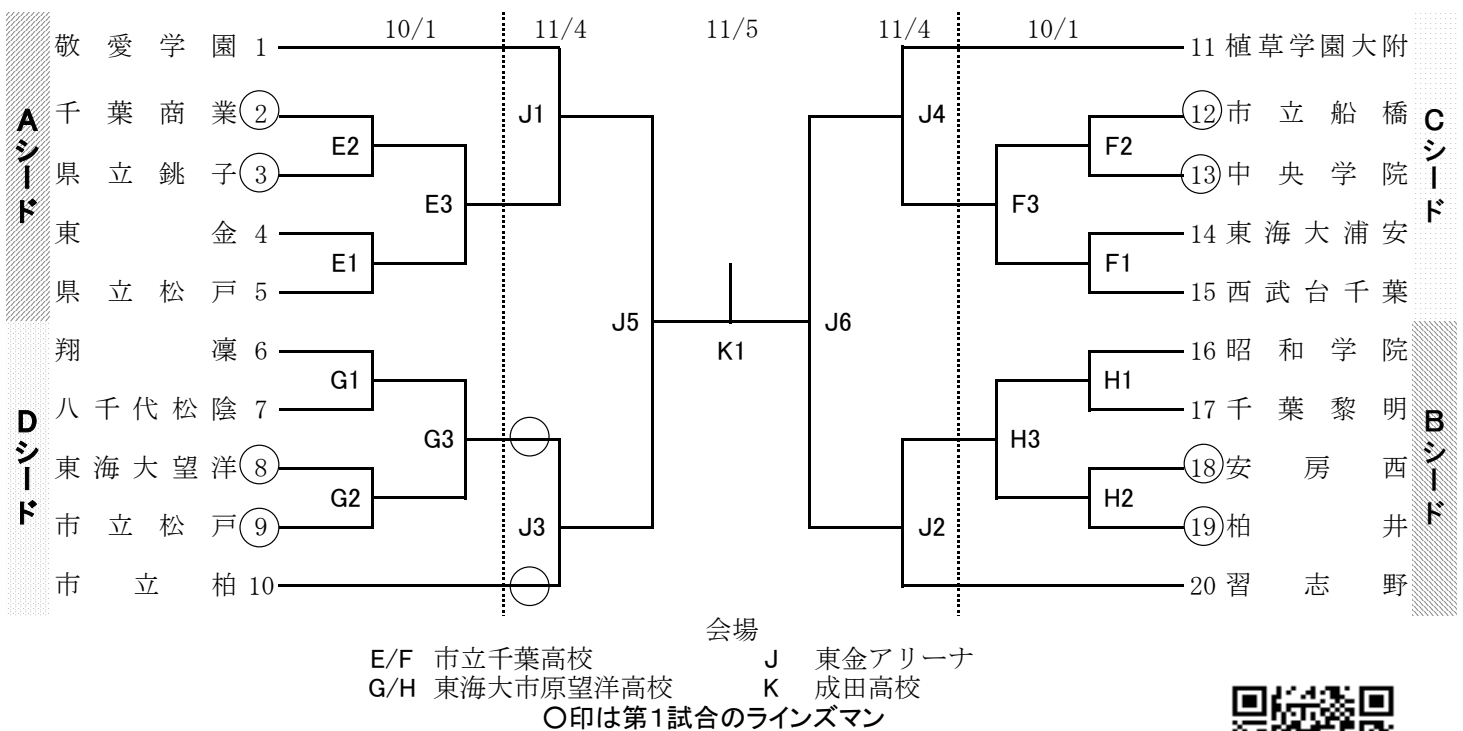 10/1 11/4 11/5 11/4 10/1
Aシード
敬愛学園 1
千葉商業 2
県立銚子 3
東金 4
県立松戸 5
Dシード
翔凜 6
八千代松陰 7
東海大望洋 8
市立松戸 9
市立柏 10
E2
E1
E3
J1
G1
G2
G3
J3
J5
K1
J6
J4
J2
F2
F1
F3
H1
H2
H3
Cシード
11 植草学園大附
12 市立船橋
13 中央学院
14 東海大浦安
15 西武台千葉
Bシード
16 昭和学院
17 千葉黎明
18 安房西
19 柏井
20 習志野
会場
E/F 市立千葉高校 J 東金アリーナ
G/H 東海大市原望洋高校 K 成田高校
〇印は第1試合のラインズマン